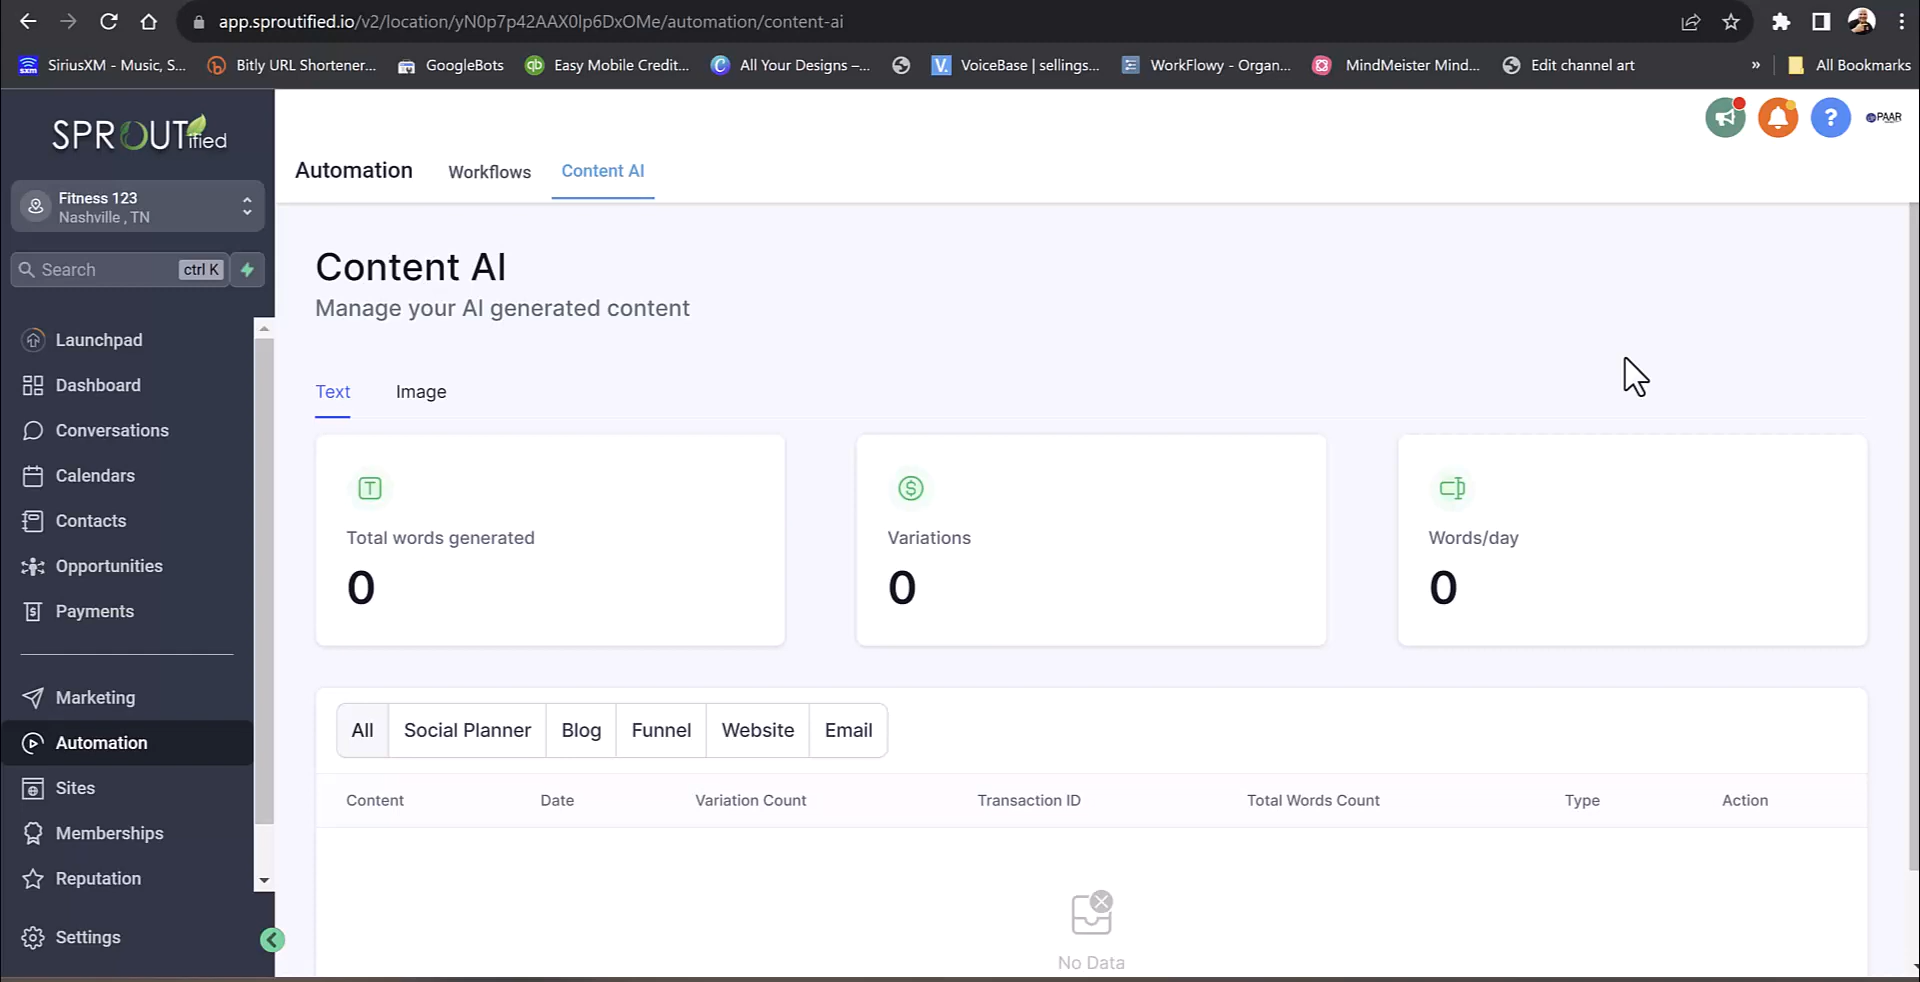 app.sproutified.io/v2/location/yN0p7p42AAX0lp6DxOMe/automation/content-ai
SiriusXM - Music, S...
Bitly URL Shortener...
GoogleBots
Easy Mobile Credit...
All Your Designs –...
VoiceBase | sellings...
WorkFlowy - Organ...
MindMeister Mind...
Edit channel art
»
All Bookmarks
SPROUTified
PAAR
Automation
Workflows
Content AI
Fitness 123
Nashville , TN
Search
ctrl K
Launchpad
Dashboard
Conversations
Calendars
Contacts
Opportunities
Payments
Marketing
Automation
Sites
Memberships
Reputation
Settings
Content AI
Manage your AI generated content
Text
Image
Total words generated
0
Variations
0
Words/day
0
All
Social Planner
Blog
Funnel
Website
Email
Content
Date
Variation Count
Transaction ID
Total Words Count
Type
Action
No Data